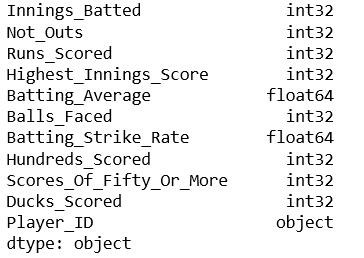 Innings_Batted int32
Not_Outs int32
Runs_Scored int32
Highest_Innings_Score int32
Batting_Average float64
Balls_Faced int32
Batting_Strike_Rate float64
Hundreds_Scored int32
Scores_Of_Fifty_Or_More int32
Ducks_Scored int32
Player_ID object
dtype: object